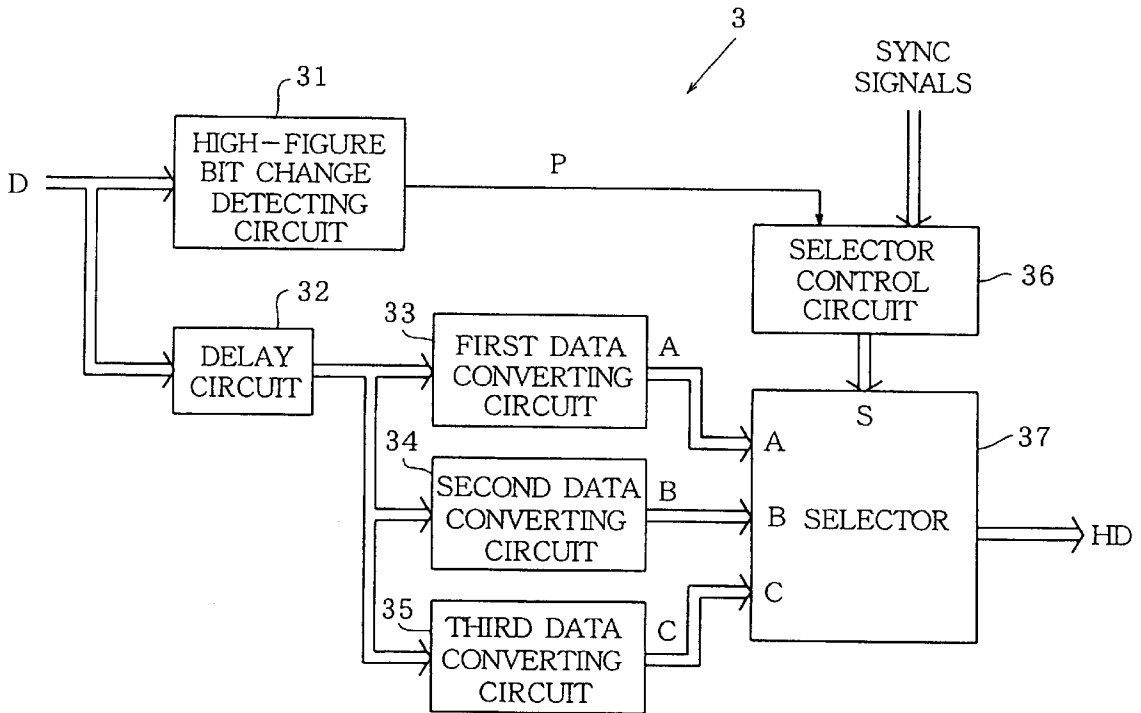 3
SYNC
SIGNALS
31
HIGH-FIGURE
BIT CHANGE
DETECTING
CIRCUIT
D
P
SELECTOR
CONTROL
CIRCUIT
36
32
DELAY
CIRCUIT
33
FIRST DATA
CONVERTING
CIRCUIT
A
34
SECOND DATA
CONVERTING
CIRCUIT
B
35
THIRD DATA
CONVERTING
CIRCUIT
C
S
A
B
C
SELECTOR
37
HD